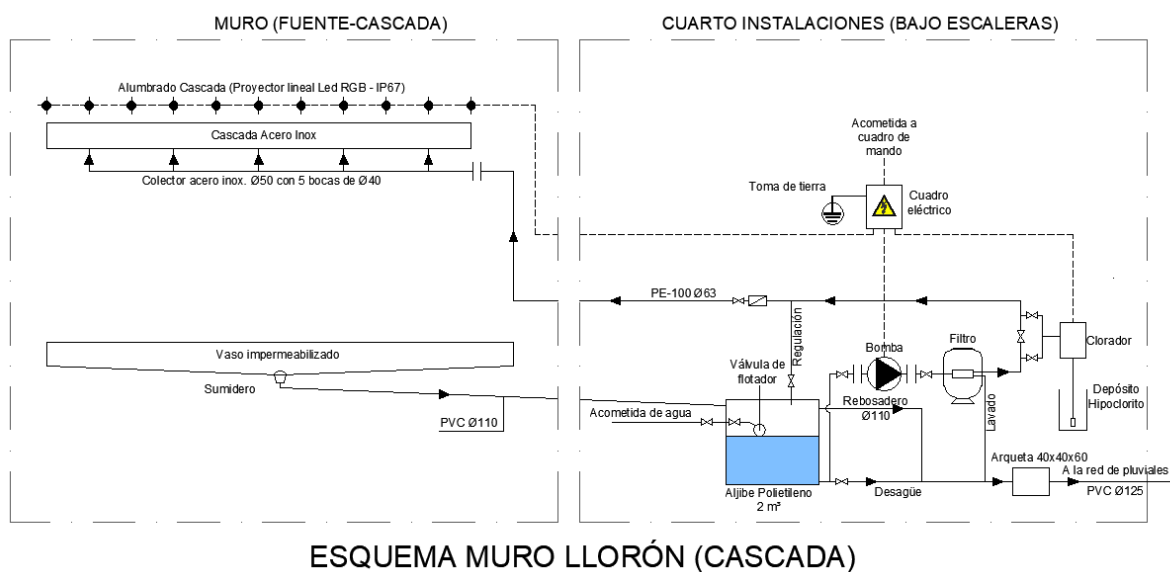 MURO (FUENTE-CASCADA)
CUARTO INSTALACIONES (BAJO ESCALERAS)
Alumbrado Cascada (Proyector lineal Led RGB - IP67)
Cascada Acero Inox
Colector acero inox. Ø50 con 5 bocas de Ø40
Acometida a
cuadro de
mando
Toma de tierra
Cuadro
eléctrico
PE-100 Ø63
Regulación
Bomba
Filtro
Clorador
Vaso impermeabilizado
Sumidero
PVC Ø110
Válvula de
flotador
Acometida de agua
Rebosadero
Ø110
Lavado
Depósito
Hipoclorito
Arqueta 40x40x60
A la red de pluviales
PVC Ø125
Desagüe
Aljibe Polietileno
2 m³
ESQUEMA MURO LLORÓN (CASCADA)